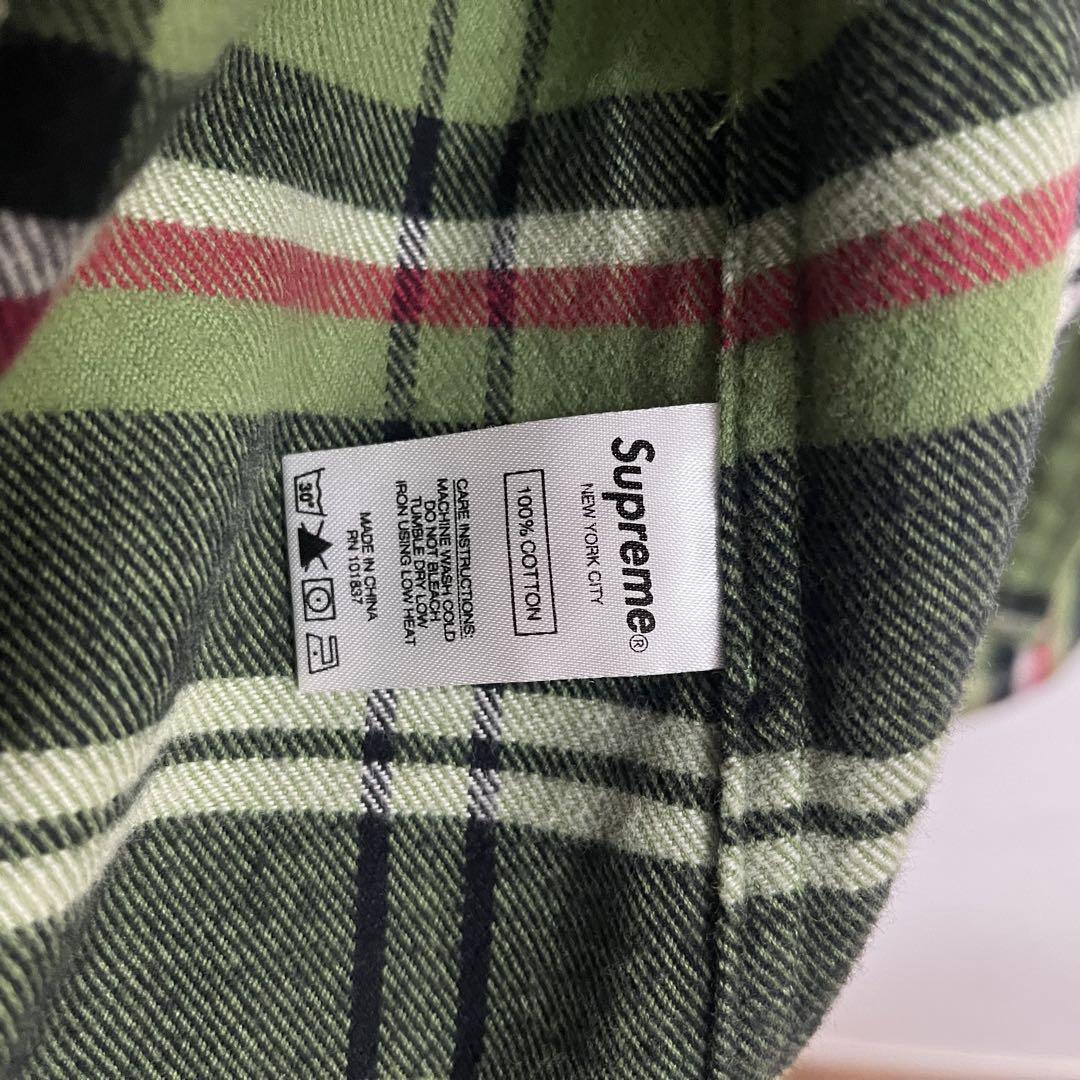 Supreme®
NEW YORK CITY
100% COTTON
CARE INSTRUCTIONS:
MACHINE WASH COLD
DO NOT BLEACH
TUMBLE DRY LOW
IRON USING LOW HEAT
MADE IN CHINA
RN 101837
30°